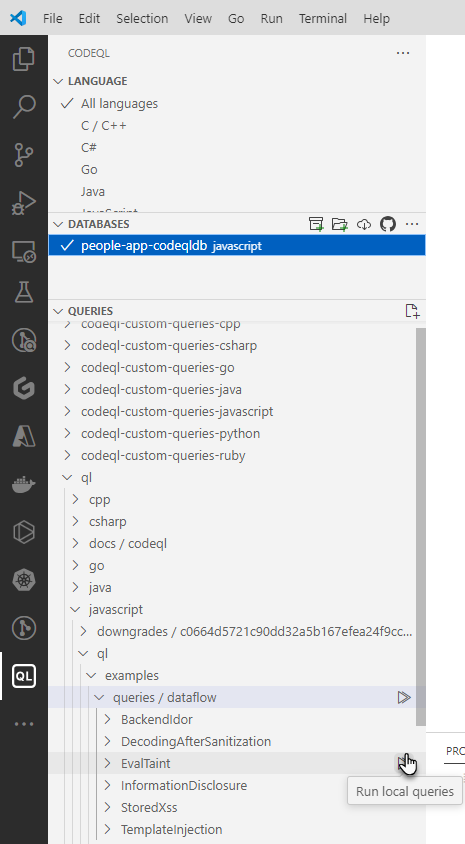 File Edit Selection View Go Run Terminal Help
CODEQL
LANGUAGE
All languages
C / C++
C#
Go
Java
JavaScript
DATABASES
people-app-codeqldb javascript
QUERIES
codeql-custom-queries-cpp
codeql-custom-queries-csharp
codeql-custom-queries-go
codeql-custom-queries-java
codeql-custom-queries-javascript
codeql-custom-queries-python
codeql-custom-queries-ruby
ql
cpp
csharp
docs / codeql
go
java
javascript
downgrades / c0664d5721c90dd32a5b167efea24f9cc...
ql
examples
queries / dataflow
BackendIdor
DecodingAfterSanitization
PRO
EvalTaint
InformationDisclosure
Run local queries
StoredXss
TemplateInjection
QL